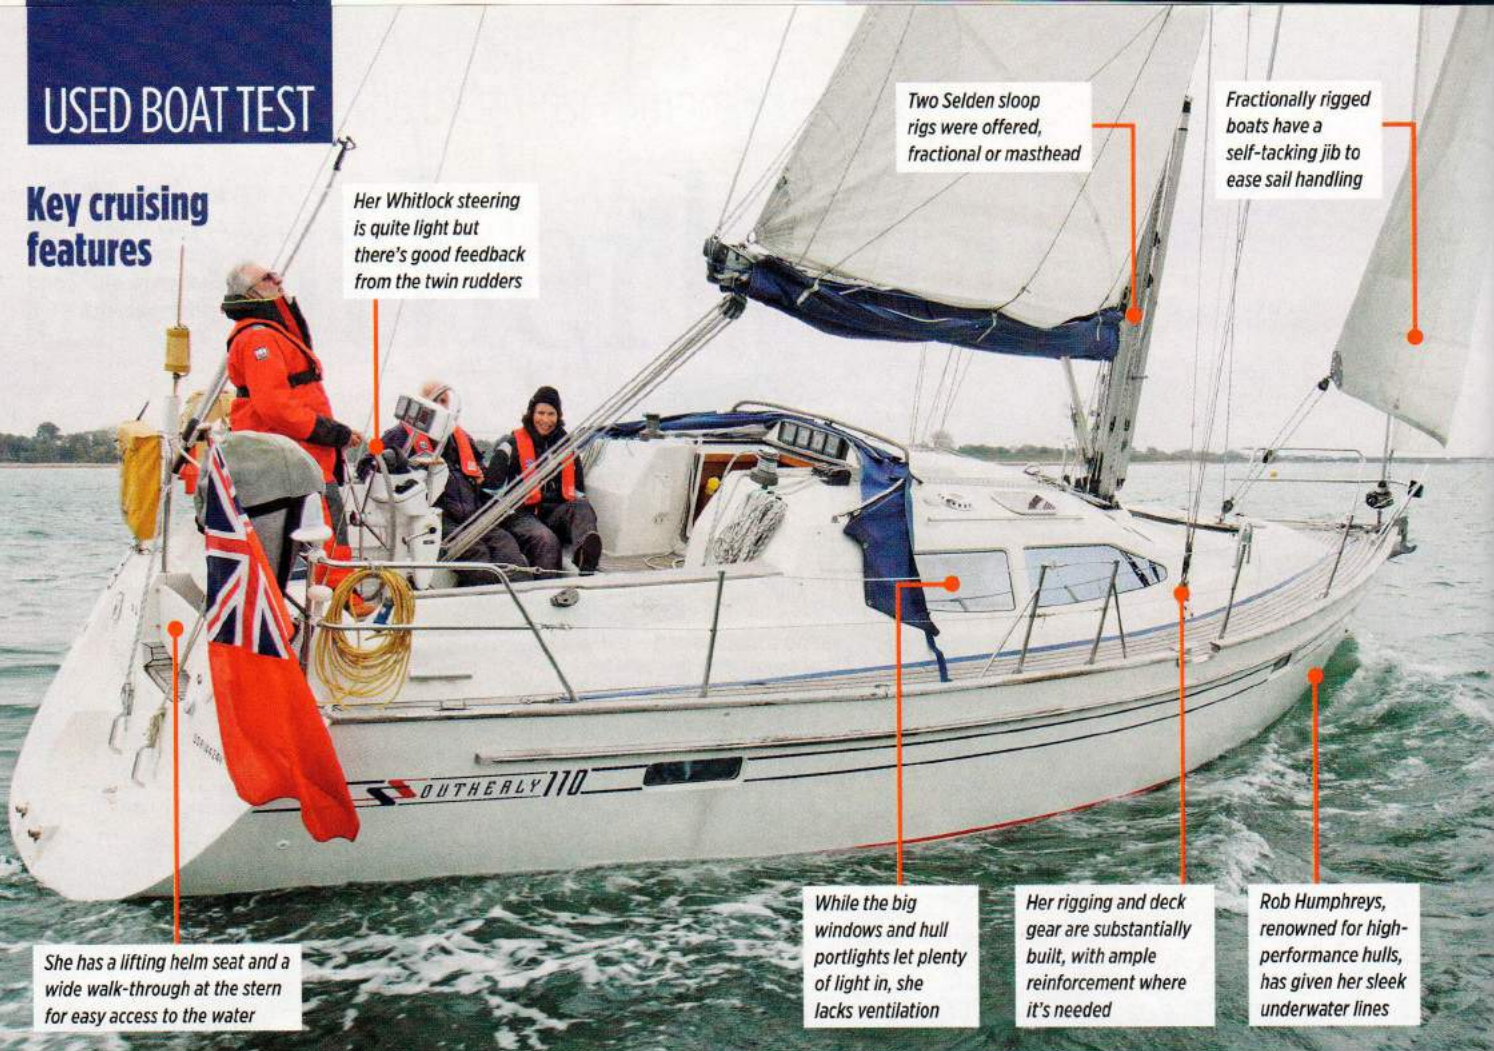 USED BOAT TEST
Key cruising
features
Her Whitlock steering
is quite light but
there's good feedback
from the twin rudders
Two Selden sloop
rigs were offered,
fractional or masthead
Fractionally rigged
boats have a
self-tacking jib to
ease sail handling
SOUTHERLY 110
She has a lifting helm seat and a
wide walk-through at the stern
for easy access to the water
While the big
windows and hull
portlights let plenty
of light in, she
lacks ventilation
Her rigging and deck
gear are substantially
built, with ample
reinforcement where
it's needed
Rob Humphreys,
renowned for high-
performance hulls,
has given her sleek
underwater lines